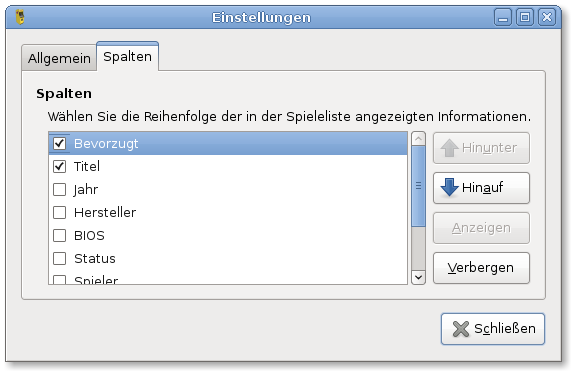 Einstellungen
Allgemein
Spalten
Spalten
Wählen Sie die Reihenfolge der in der Spieleliste angezeigten Informationen.
Bevorzugt
Titel
Jahr
Hersteller
BIOS
Status
Spieler
Hinunter
Hinauf
Anzeigen
Verbergen
Schließen